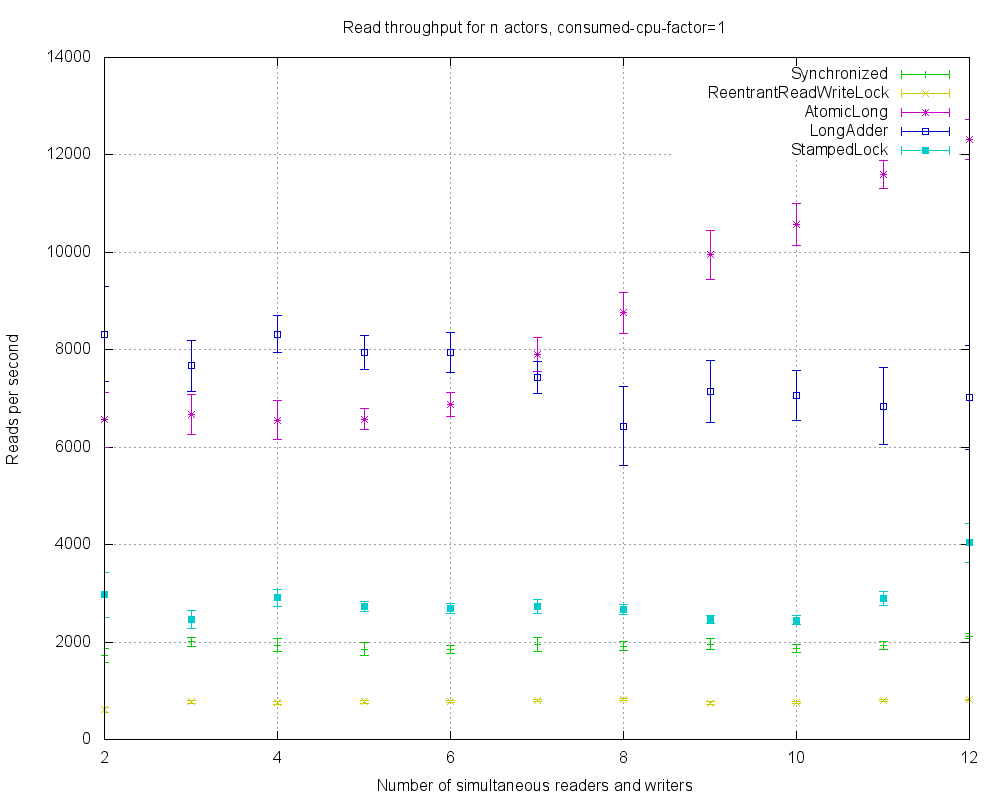 Read throughput for n actors, consumed-cpu-factor=1
14000
12000
10000
8000
6000
4000
2000
0
Reads per second
Synchronized
ReentrantReadWriteLock
AtomicLong
LongAdder
StampedLock
2 4 6 8 10 12
Number of simultaneous readers and writers